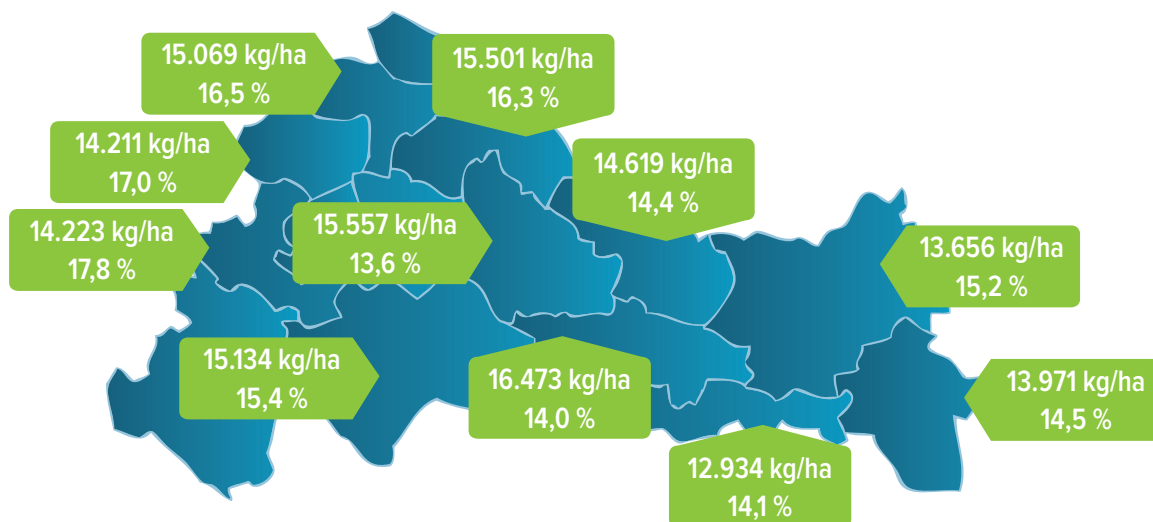 15.069 kg/ha
16,5 %
15.501 kg/ha
16,3 %
14.211 kg/ha
17,0 %
14.619 kg/ha
14,4 %
14.223 kg/ha
17,8 %
15.557 kg/ha
13,6 %
13.656 kg/ha
15,2 %
15.134 kg/ha
15,4 %
16.473 kg/ha
14,0 %
13.971 kg/ha
14,5 %
12.934 kg/ha
14,1 %